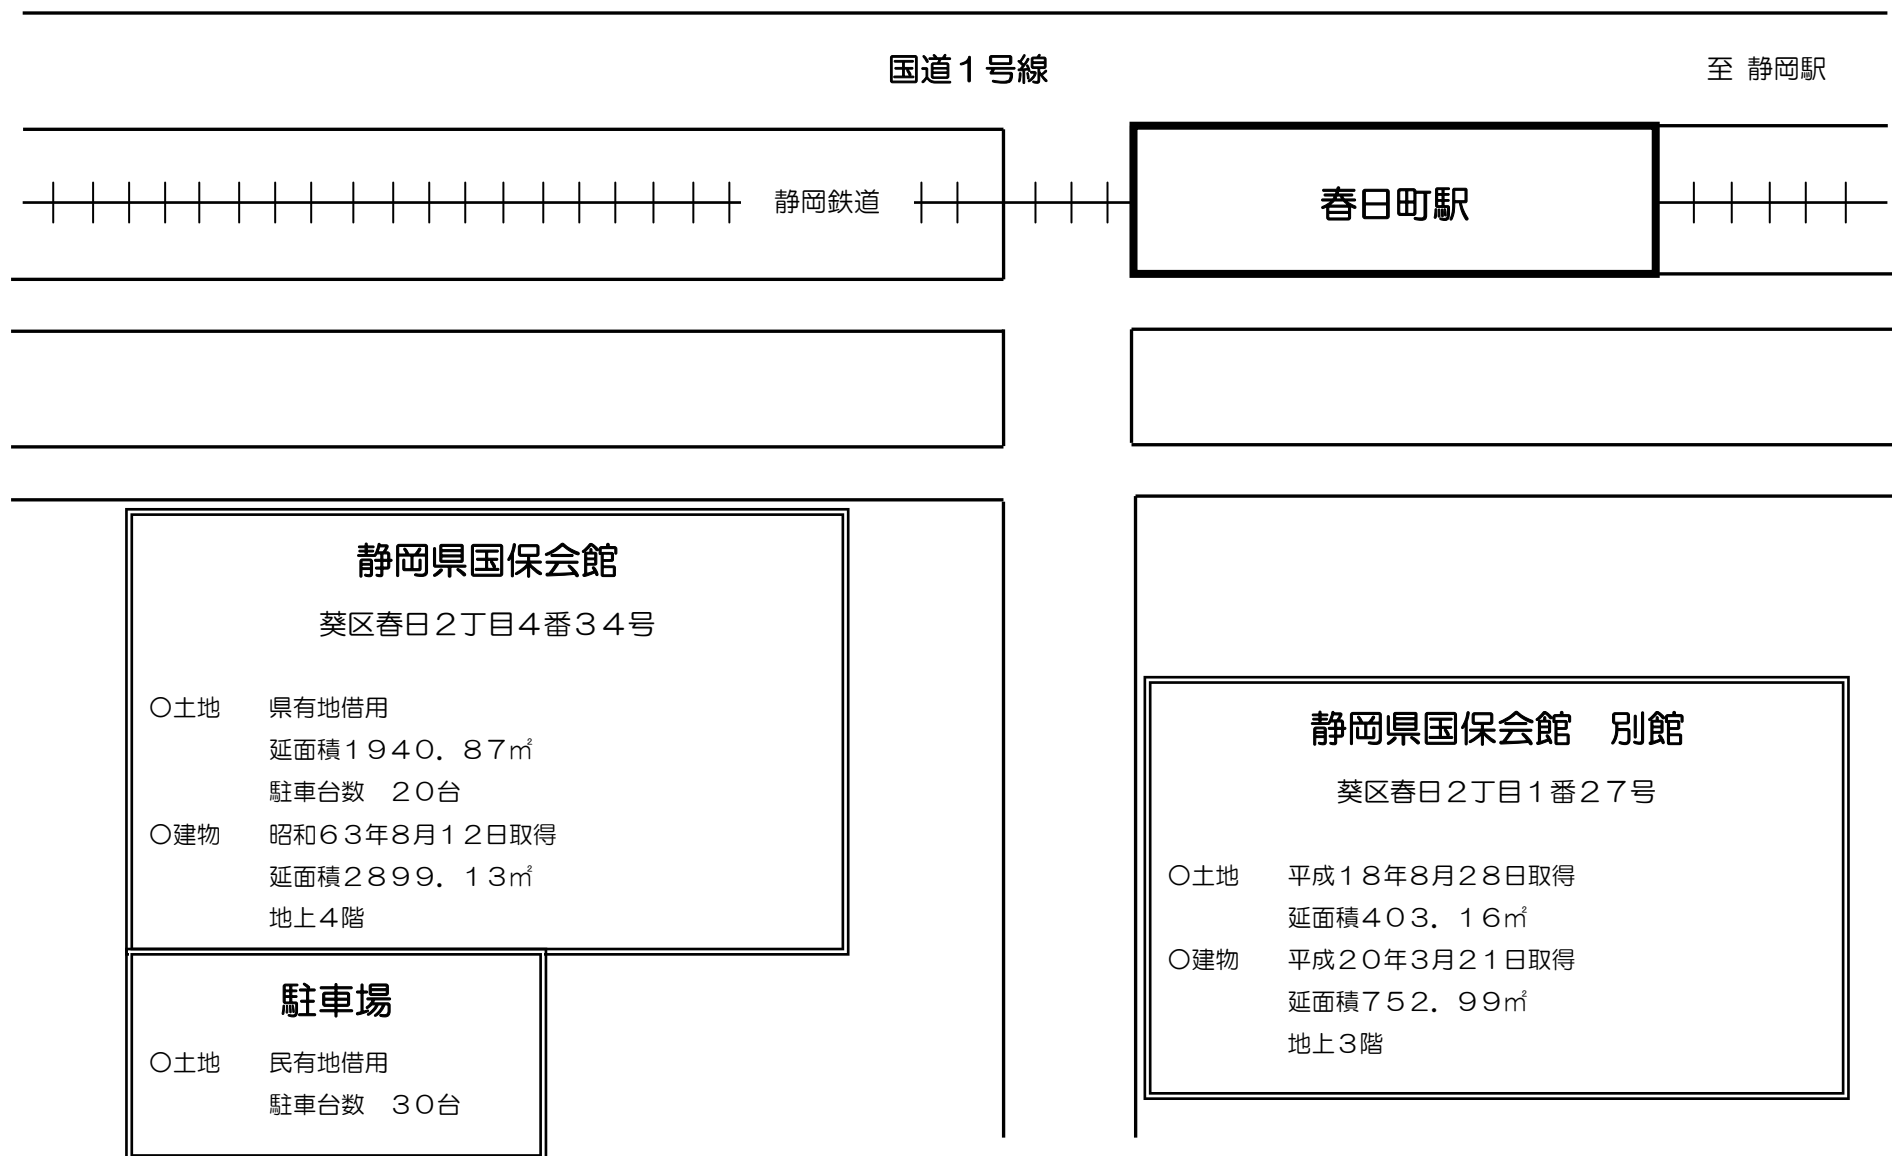 国道１号線
至 静岡駅
静岡鉄道
春日町駅
静岡県国保会館
葵区春日２丁目４番３４号
○土地　県有地借用
延面積１９４０．８７㎡
駐車台数　２０台
○建物　昭和６３年８月１２日取得
延面積２８９９．１３㎡
地上４階
駐車場
○土地　民有地借用
駐車台数　３０台
静岡県国保会館　別館
葵区春日２丁目１番２７号
○土地　平成１８年８月２８日取得
延面積４０３．１６㎡
○建物　平成２０年３月２１日取得
延面積７５２．９９㎡
地上３階